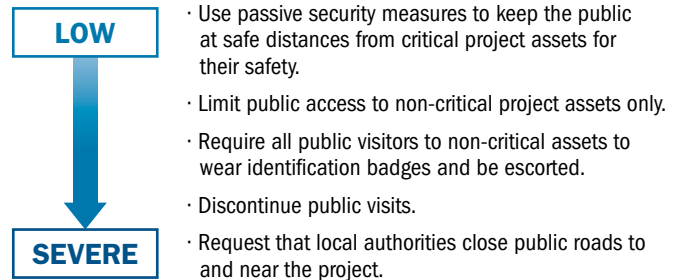 LOW
· Use passive security measures to keep the public
at safe distances from critical project assets for
their safety.
· Limit public access to non-critical project assets only.
· Require all public visitors to non-critical assets to
wear identification badges and be escorted.
· Discontinue public visits.
SEVERE
· Request that local authorities close public roads to
and near the project.